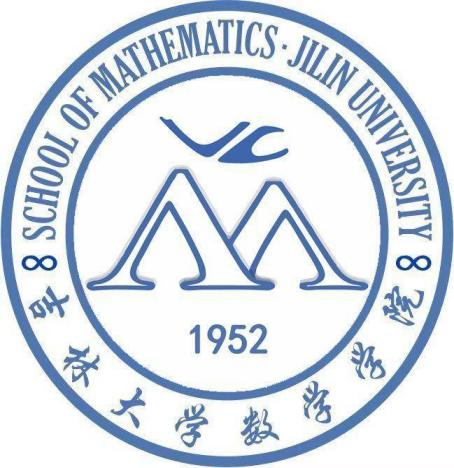 SCHOOL OF MATHEMATICS · JILIN UNIVERSITY
1952
吉林大学数学学院